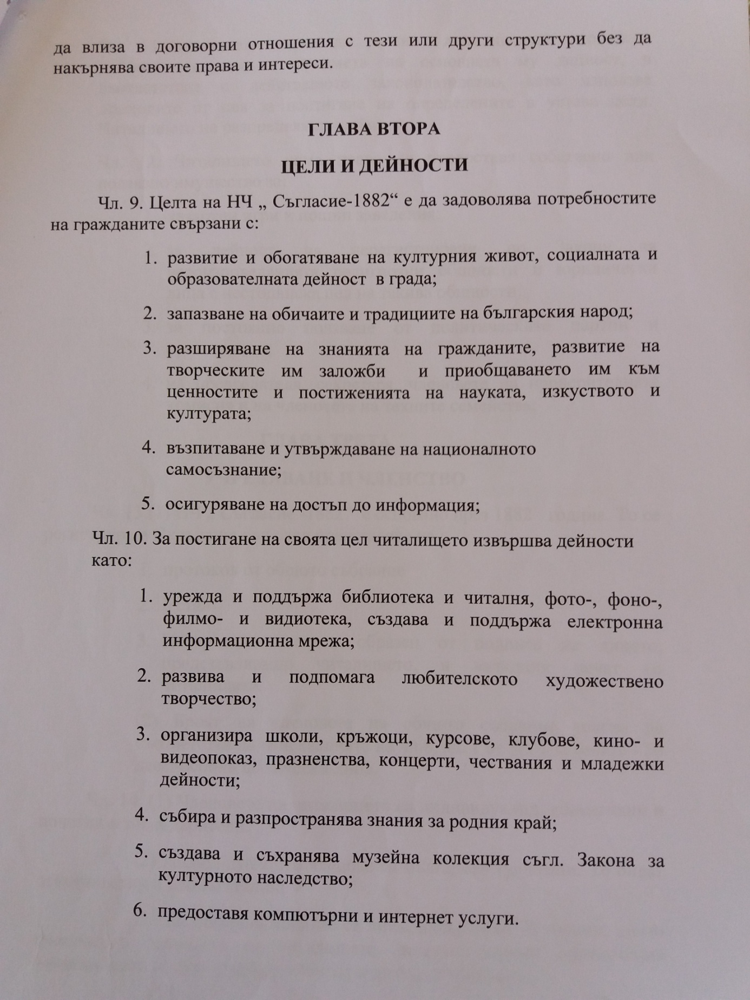 да влиза в договорни отношения с тези или други структури без да
накърнява своите права и интереси.
ГЛАВА ВТОРА
ЦЕЛИ И ДЕЙНОСТИ
Чл. 9. Целта на НЧ „ Съгласие-1882“ е да задоволява потребностите
на гражданите свързани с:
1. развитие и обогатяване на културния живот, социалната и
образователната дейност в града;
2. запазване на обичаите и традициите на българския народ;
3. разширяване на знанията на гражданите, развитие на
творческите им заложби и приобщаването им към
ценностите и постиженията на науката, изкуството и
културата;
4. възпитаване и утвърждаване на националното
самосъзнание;
5. осигуряване на достъп до информация;
Чл. 10. За постигане на своята цел читалището извършва дейности
като:
1. урежда и поддържа библиотека и читалня, фото-, фоно-,
филмо- и видиотека, създава и поддържа електронна
информационна мрежа;
2. развива и подпомага любителското художествено
творчество;
3. организира школи, кръжоци, курсове, клубове, кино- и
видеопоказ, празненства, концерти, чествания и младежки
дейности;
4. събира и разпространява знания за родния край;
5. създава и съхранява музейна колекция съгл. Закона за
културното наследство;
6. предоставя компютърни и интернет услуги.